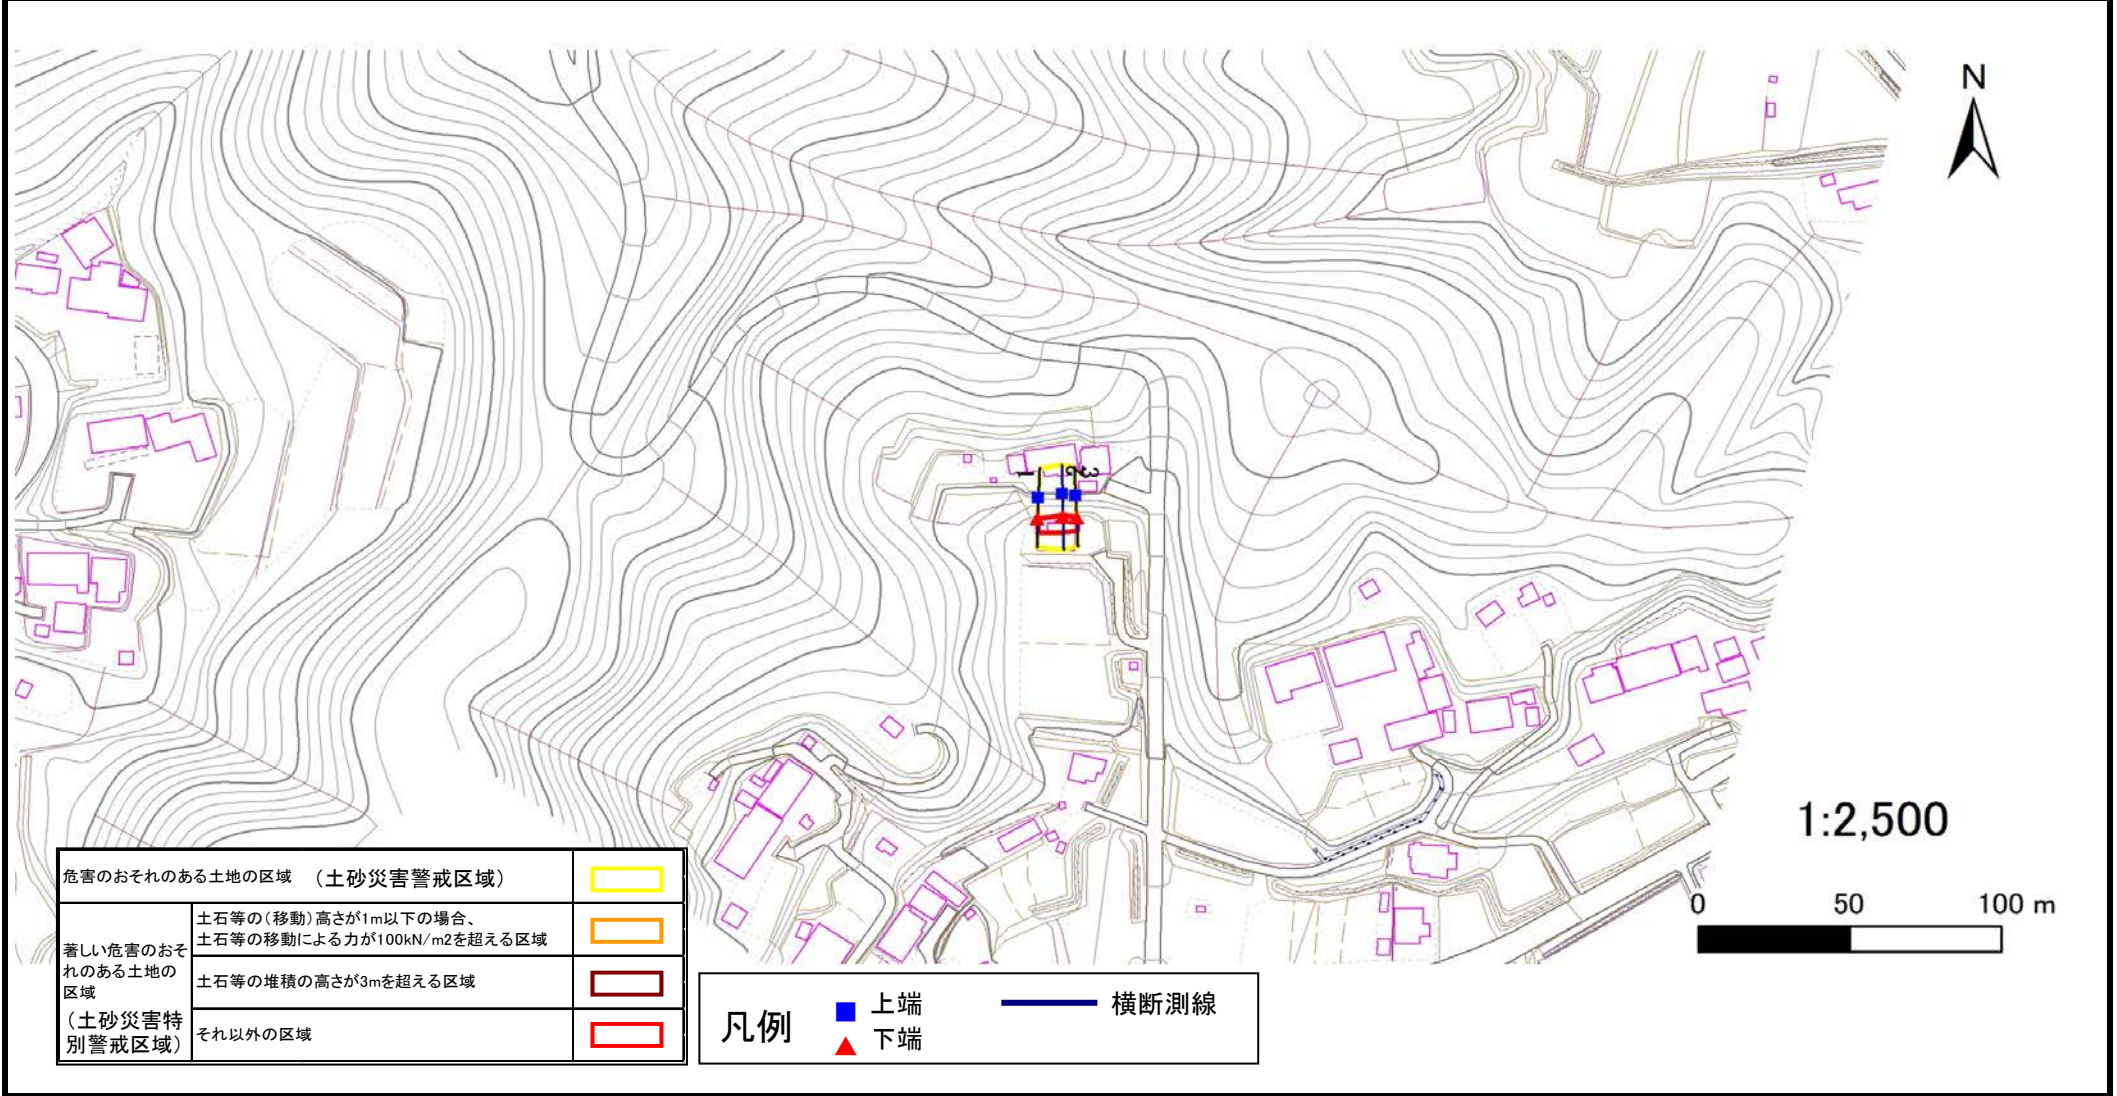 N
1
2
3
1:2,500
0 50 100 m
危害のおそれのある土地の区域 (土砂災害警戒区域)
著しい危害のおそ
れのある土地の
区域
(土砂災害特
別警戒区域)
土石等の(移動)高さが1m以下の場合、
土石等の移動による力が100kN/m2を超える区域
土石等の堆積の高さが3mを超える区域
それ以外の区域
凡例
上端
下端
横断測線